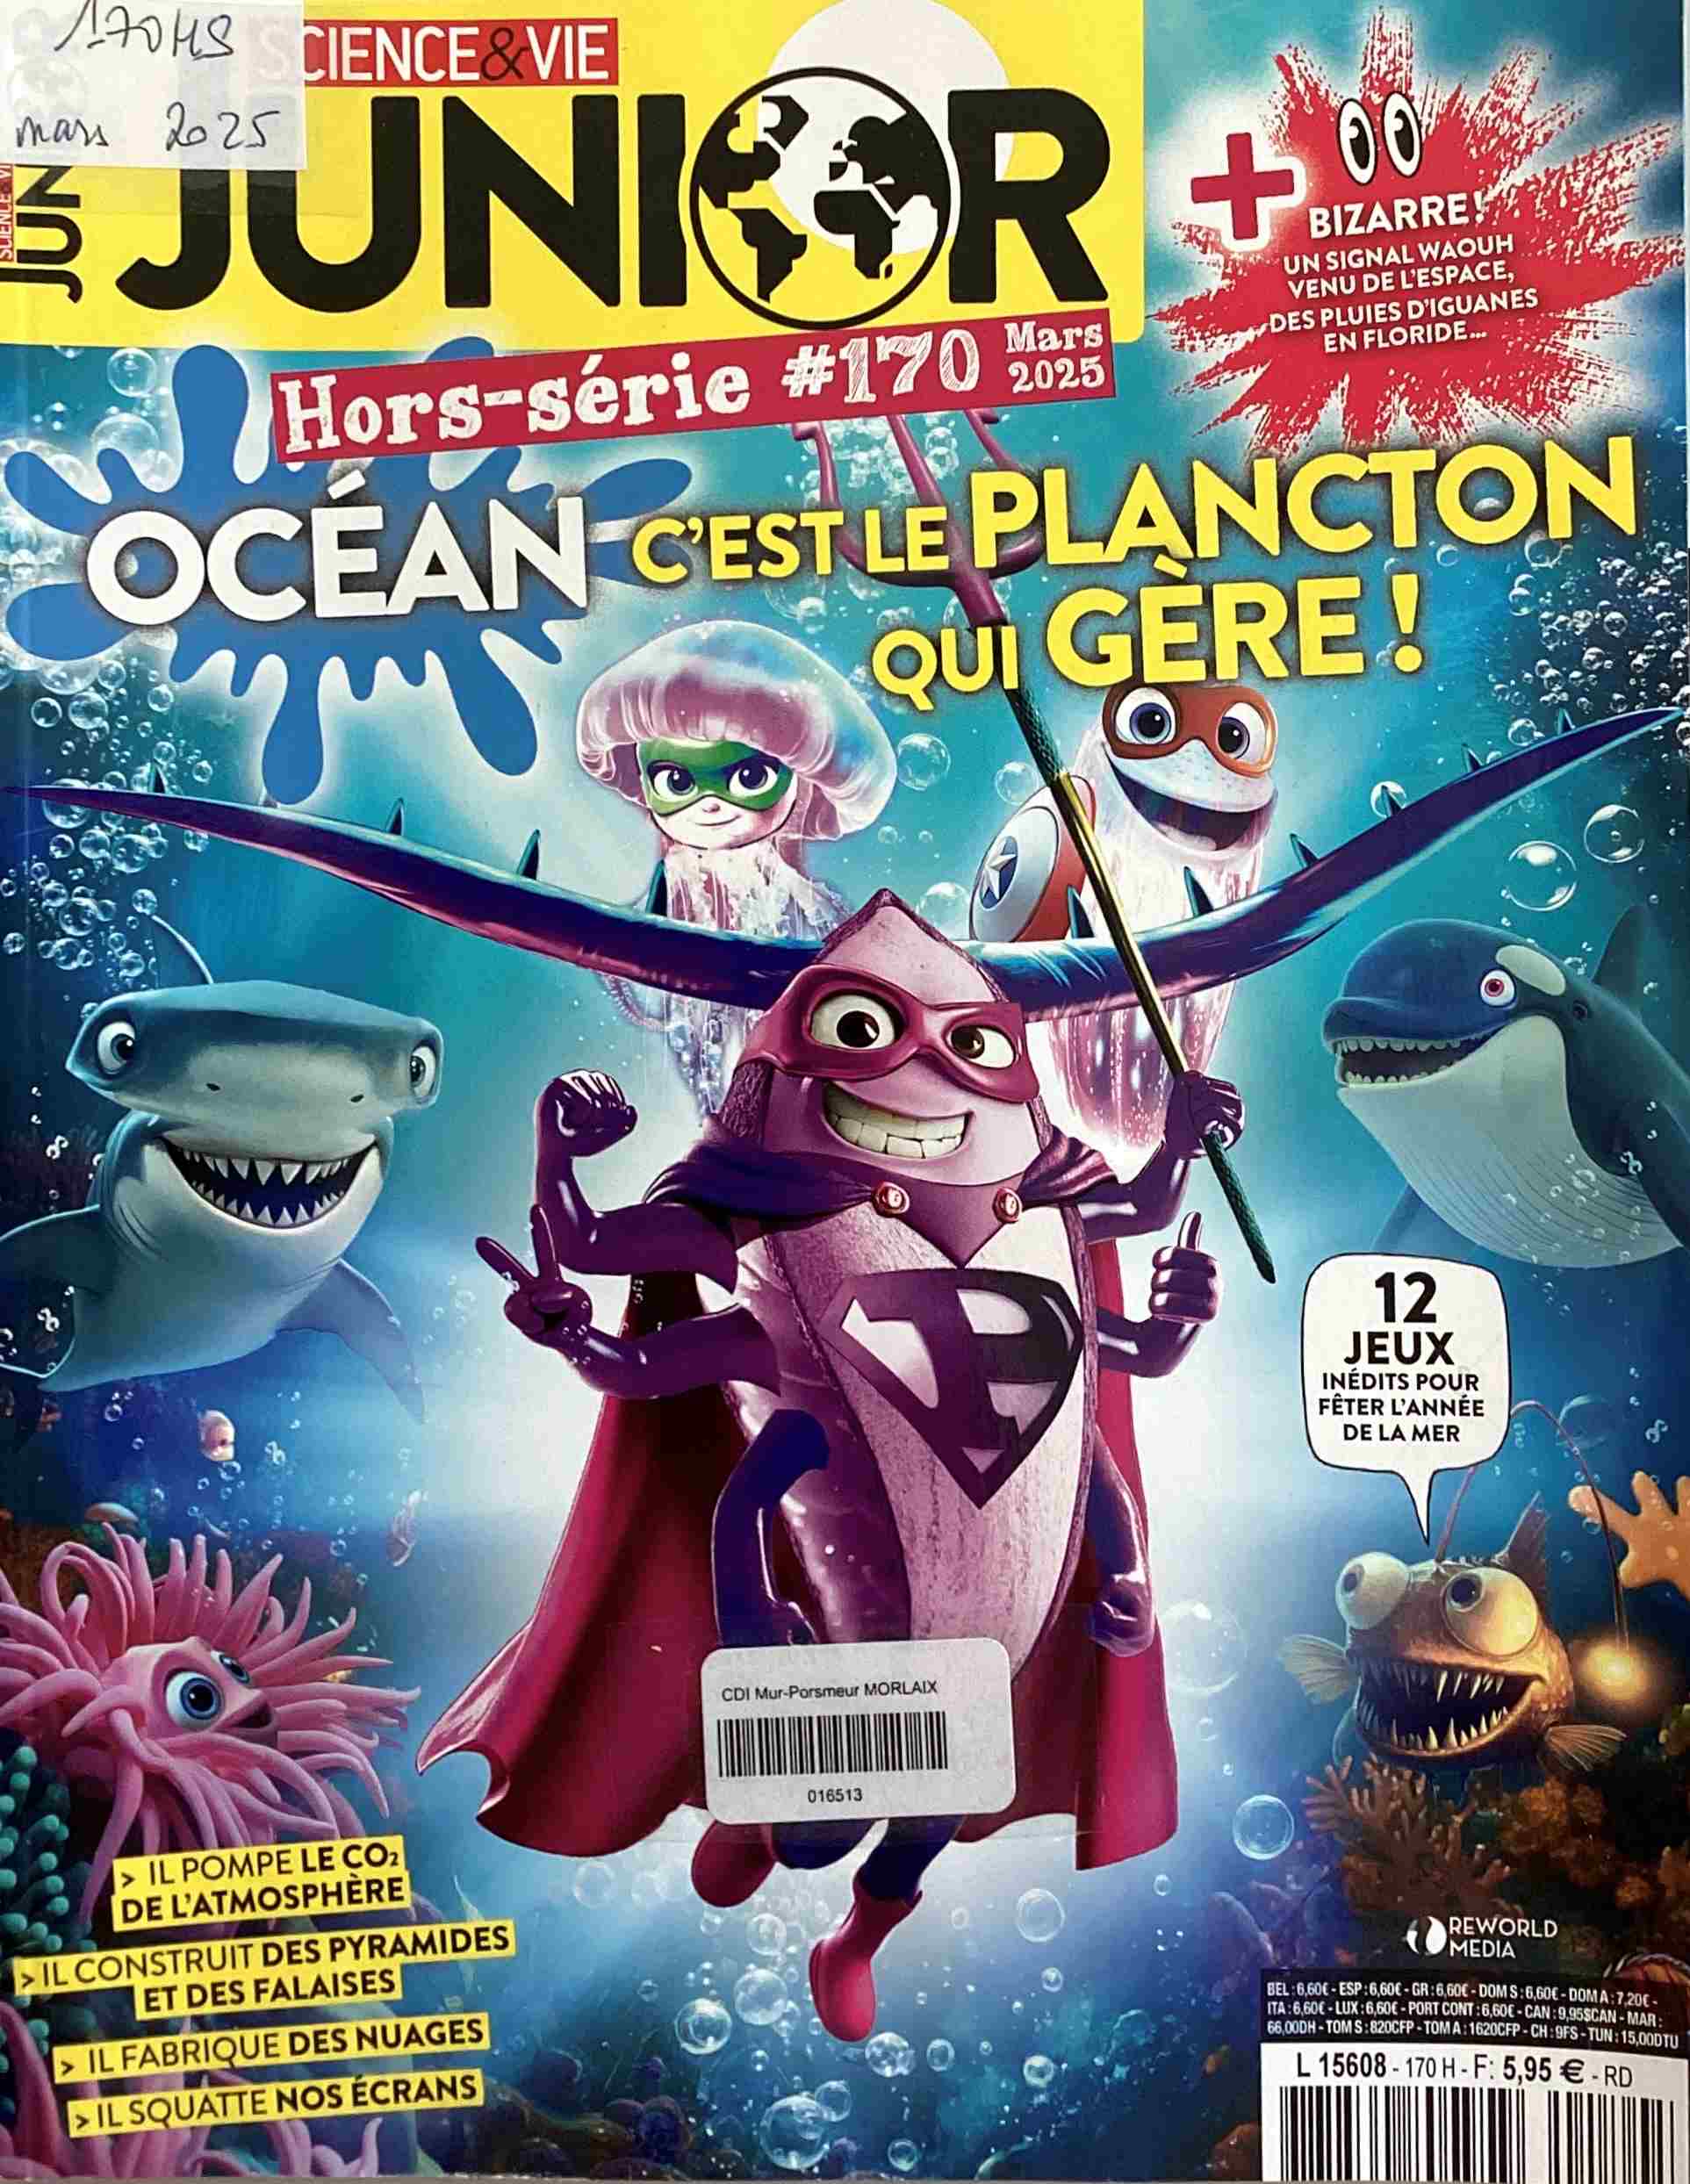 170HS
mars 2025
SCIENCE&VIE
JUNIOR
Hors-série #170 Mars
2025
+
BIZARRE!
UN SIGNAL WAOUH
VENU DE L'ESPACE,
DES PLUIES D'IGUANES
EN FLORIDE...
OCÉAN C'EST LE PLANCTON
QUI GÈRE !
12
JEUX
INÉDITS POUR
FÊTER L'ANNÉE
DE LA MER
CDI Mur-Porsmeur MORLAIX
016513
> IL POMPE LE CO₂
DE L'ATMOSPHÈRE
> IL CONSTRUIT DES PYRAMIDES
ET DES FALAISES
> IL FABRIQUE DES NUAGES
> IL SQUATTE NOS ÉCRANS
REWORLD
MEDIA
BEL : 6,60€ - ESP : 6,60€ - GR : 6,60€ - DOM S : 6,60€ - DOM A : 7,20€ -
ITA : 6,60€ - LUX : 6,60€ - PORT CONT : 6,60€ - CAN : 9,95$CAN - MAR :
66,00DH - TOM S : 820CFP - TOM A : 1620CFP - CH : 9FS - TUN : 15,00DTU
L 15608 - 170 H - F: 5,95 € - RD